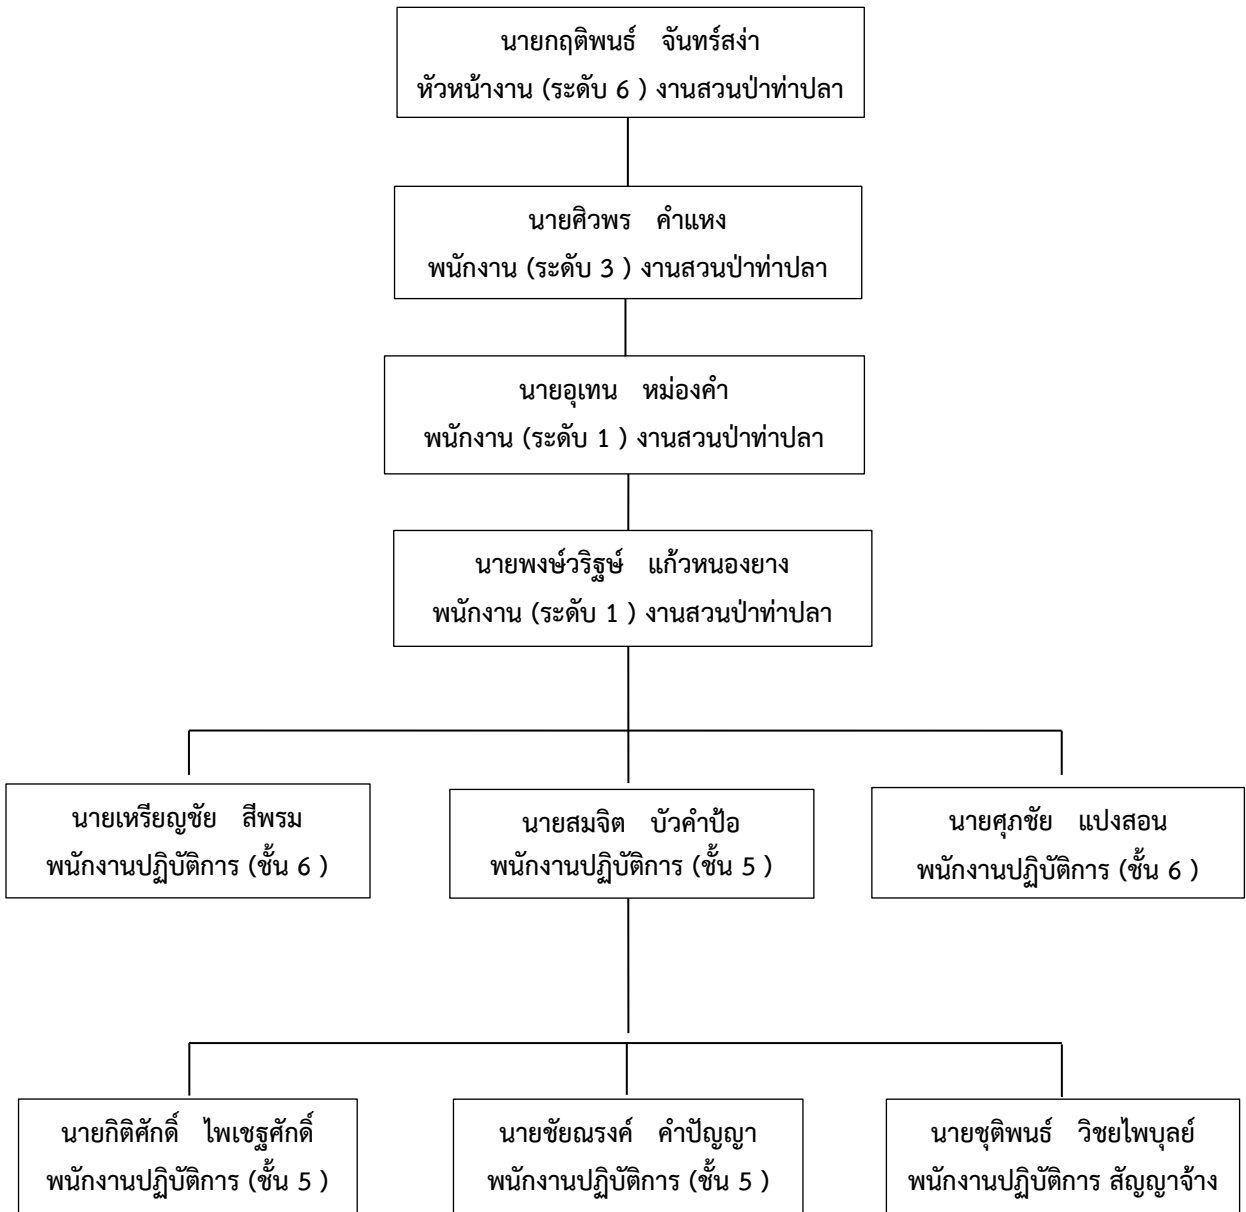 นายกฤติพนธ์ จันทร์สง่า
หัวหน้างาน (ระดับ 6 ) งานสวนป่าท่าปลา
นายศิวพร คำแหง
พนักงาน (ระดับ 3 ) งานสวนป่าท่าปลา
นายอุเทน หม่องคำ
พนักงาน (ระดับ 1 ) งานสวนป่าท่าปลา
นายพงษ์วริฐษ์ แก้วหนองยาง
พนักงาน (ระดับ 1 ) งานสวนป่าท่าปลา
นายเหรียญชัย สีพรม
พนักงานปฏิบัติการ (ชั้น 6 )
นายสมจิต บัวคำป้อ
พนักงานปฏิบัติการ (ชั้น 5 )
นายศุภชัย แปงสอน
พนักงานปฏิบัติการ (ชั้น 6 )
นายกิติศักดิ์ ไพเชฐศักดิ์
พนักงานปฏิบัติการ (ชั้น 5 )
นายชัยณรงค์ คำปัญญา
พนักงานปฏิบัติการ (ชั้น 5 )
นายชุติพนธ์ วิชยไพบุลย์
พนักงานปฏิบัติการ สัญญาจ้าง